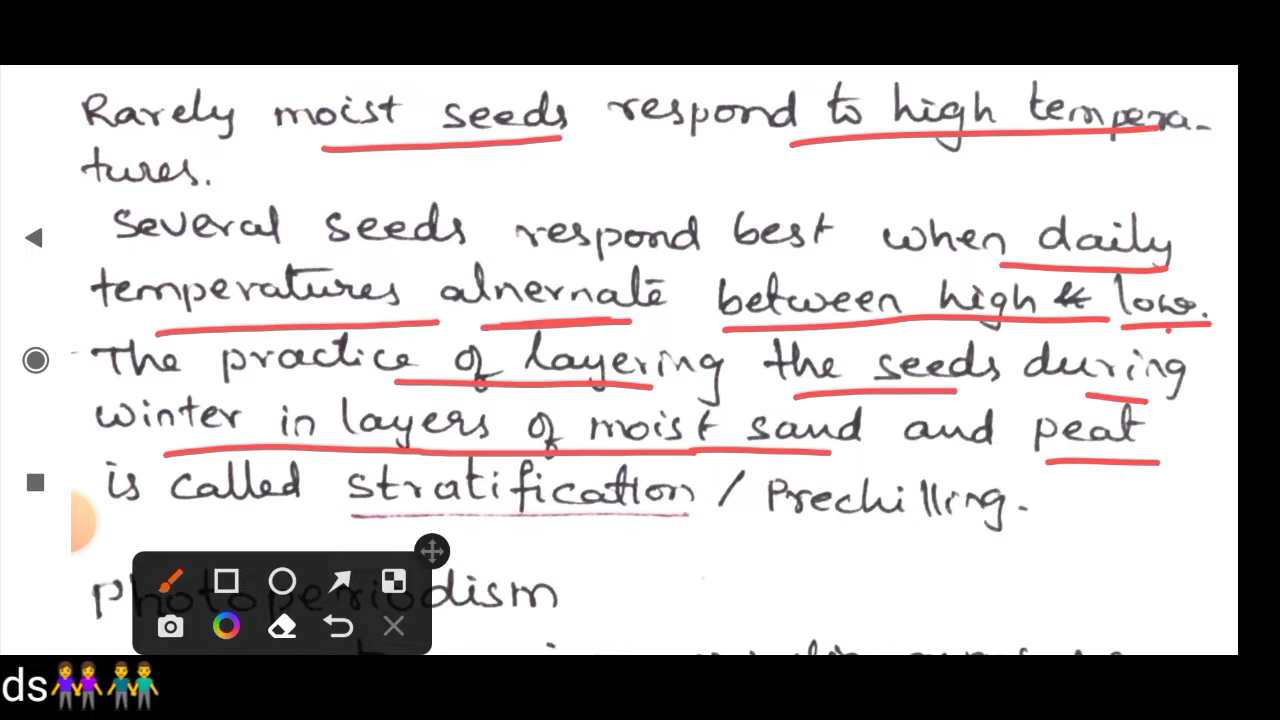 Rarely moist seeds respond to high tempera-
tures.
Several seeds respond best when daily
temperatures alnernate between high & low.
The practice of layering the seeds during
winter in layers of moist sand and peat
is called stratification / Prechilling.
Photoperiodism
ds👫👬